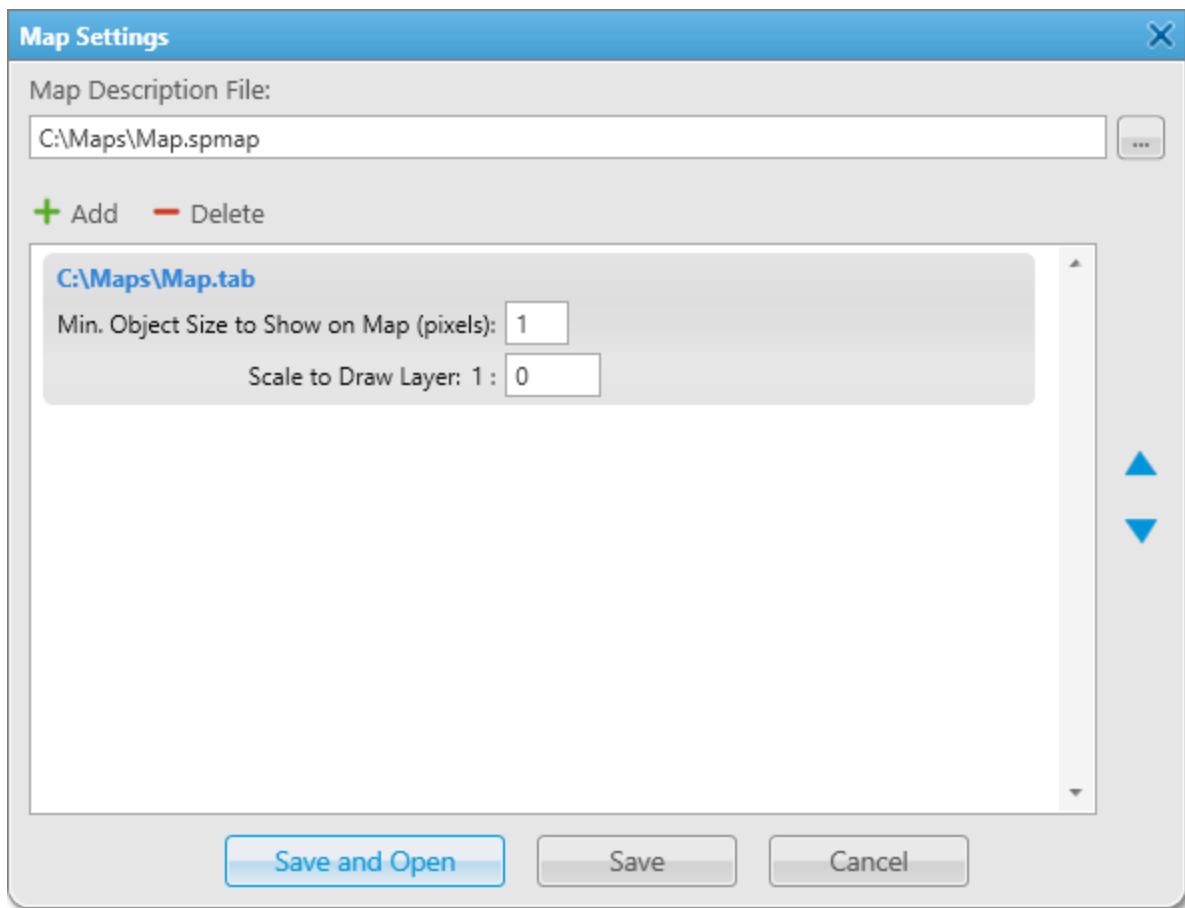 Map Settings
Map Description File:
C:\Maps\Map.spmap
...
Add Delete
C:\Maps\Map.tab
Min. Object Size to Show on Map (pixels): 1
Scale to Draw Layer: 1 : 0
Save and Open Save Cancel